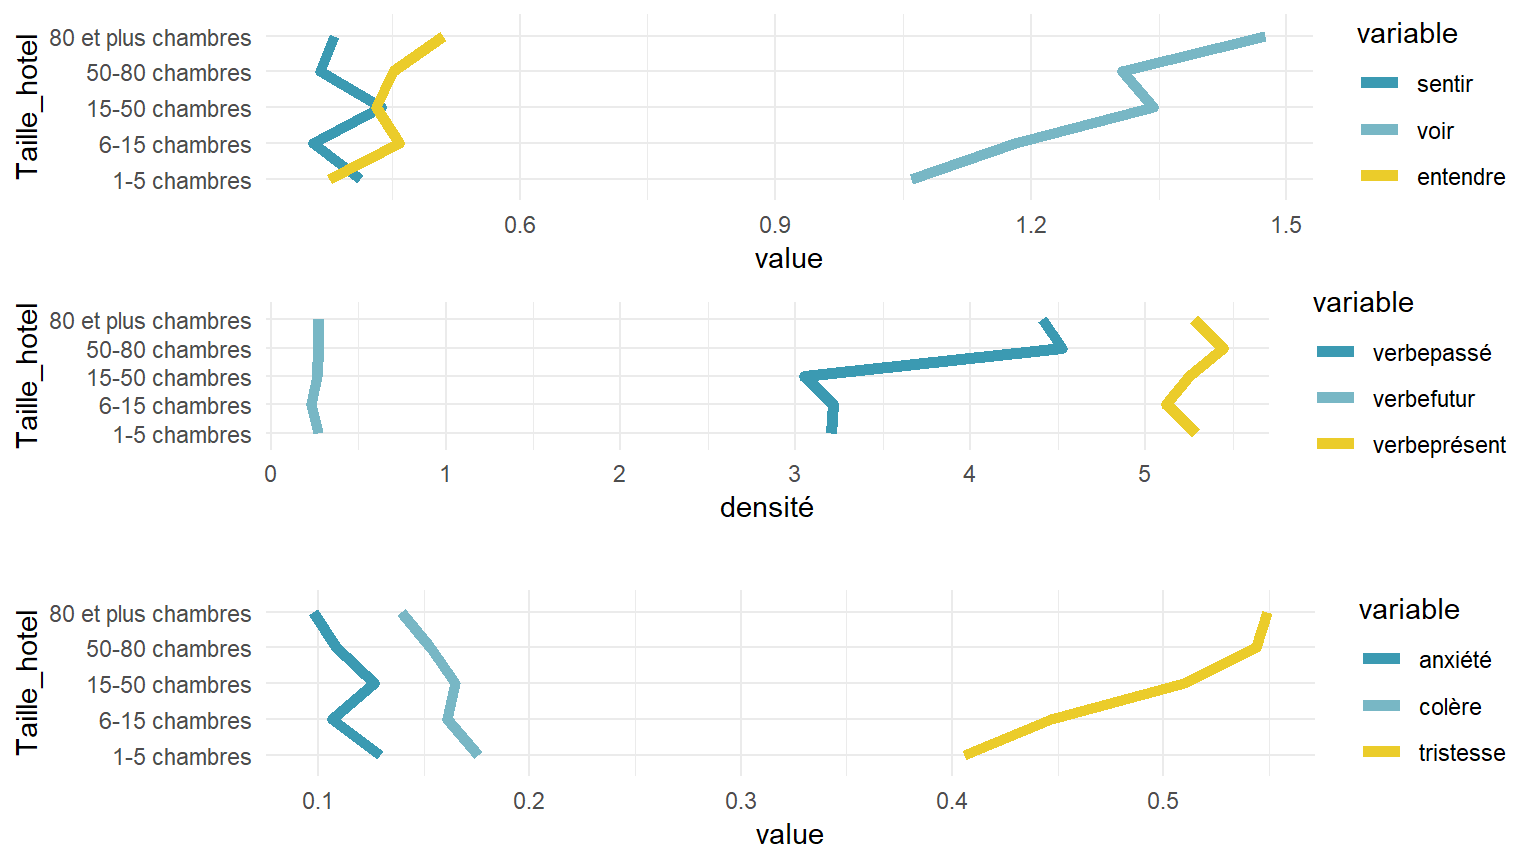 Taille_hotel
80 et plus chambres
50-80 chambres
15-50 chambres
6-15 chambres
1-5 chambres
0.6 0.9 1.2 1.5
value
variable
sentir
voir
entendre
Taille_hotel
80 et plus chambres
50-80 chambres
15-50 chambres
6-15 chambres
1-5 chambres
0 1 2 3 4 5
densité
variable
verbepassé
verbefutur
verbeprésent
Taille_hotel
80 et plus chambres
50-80 chambres
15-50 chambres
6-15 chambres
1-5 chambres
0.1 0.2 0.3 0.4 0.5
value
variable
anxiété
colère
tristesse